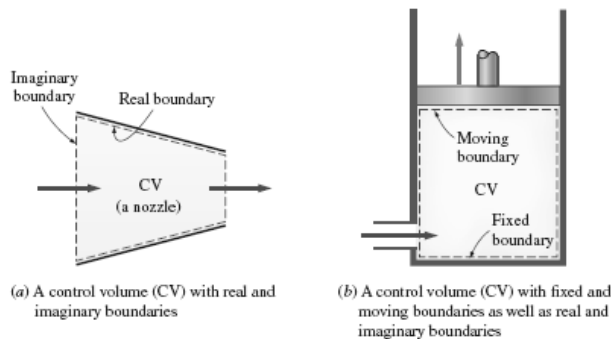 Imaginary
boundary
Real boundary
CV
(a nozzle)
(a) A control volume (CV) with real and
imaginary boundaries
Moving
boundary
CV
Fixed
boundary
(b) A control volume (CV) with fixed and
moving boundaries as well as real and
imaginary boundaries